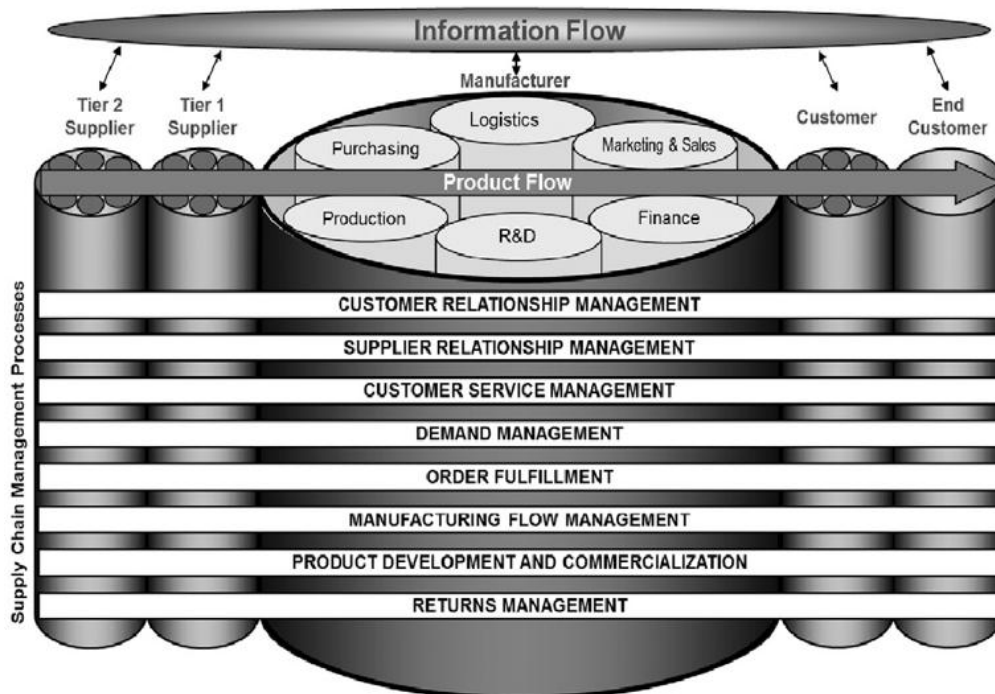 Information Flow
Manufacturer
Tier 2
Supplier
Tier 1
Supplier
Customer
End
Customer
Logistics
Purchasing
Marketing & Sales
Product Flow
Production
R&D
Finance
Supply Chain Management Processes
CUSTOMER RELATIONSHIP MANAGEMENT
SUPPLIER RELATIONSHIP MANAGEMENT
CUSTOMER SERVICE MANAGEMENT
DEMAND MANAGEMENT
ORDER FULFILLMENT
MANUFACTURING FLOW MANAGEMENT
PRODUCT DEVELOPMENT AND COMMERCIALIZATION
RETURNS MANAGEMENT